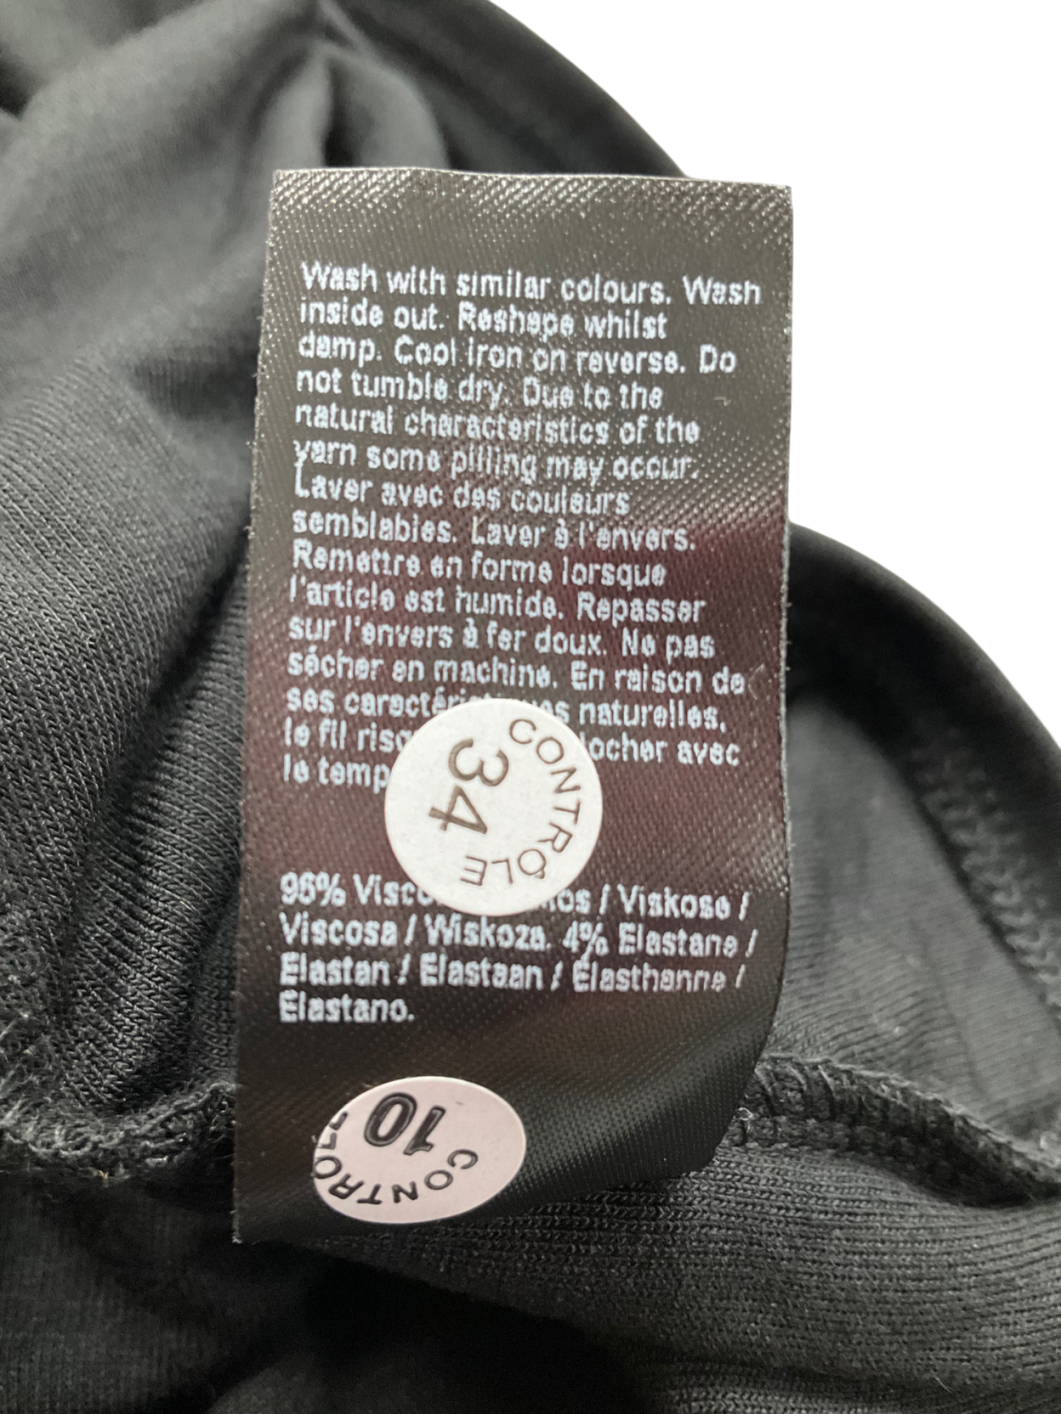 Wash with similar colours. Wash
inside out. Reshape whilst
damp. Cool iron on reverse. Do
not tumble dry. Due to the
natural characteristics of the
yarn some pilling may occur.
Laver avec des couleurs
semblables. Laver à l'envers.
Remettre en forme lorsque
l'article est humide. Repasser
sur l'envers à fer doux. Ne pas
sécher en machine. En raison de
ses naturelles,
le fil avec
le
CONTRÔLE
34
96% / Viskose /
Viscosa / Wiskoza. 4% Elastane /
Elastan / Elastaan / Élasthanne /
Elastano.
10
CONTRÔLE